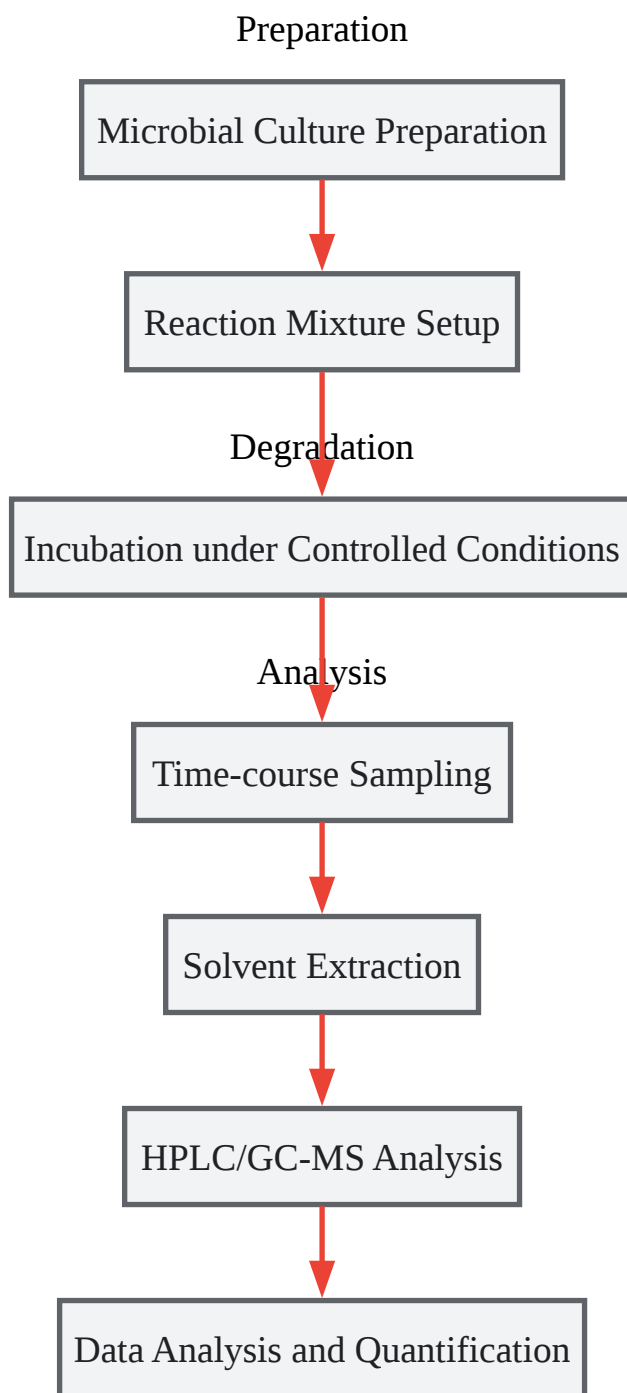 Preparation
Microbial Culture Preparation
Reaction Mixture Setup
Degradation
Incubation under Controlled Conditions
Analysis
Time-course Sampling
Solvent Extraction
HPLC/GC-MS Analysis
Data Analysis and Quantification